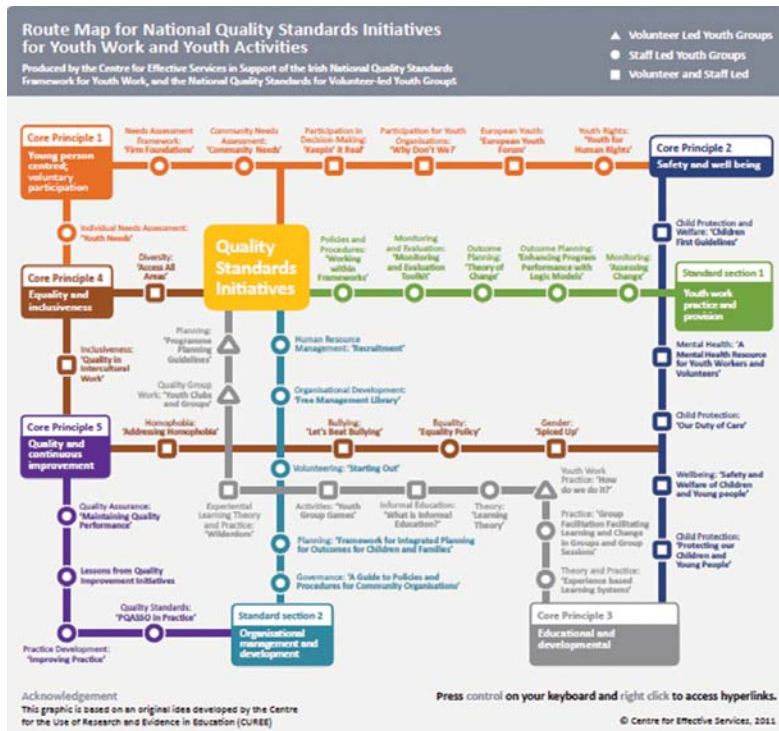 Route Map for National Quality Standards Initiatives
for Youth Work and Youth Activities
Produced by the Centre for Effective Services in Support of the Irish National Quality Standards
Framework for Youth Work, and the National Quality Standards for Volunteer-led Youth Groups
Volunteer Led Youth Groups
Staff Led Youth Groups
Volunteer and Staff Led
Core Principle 1
Young person
centred;
voluntary
participation
Needs
Assessment
Framework:
'Firm Foundations'
Community Needs
Assessment:
'Community Needs'
Participation in
Decision-Making:
'Keepin' it Real'
Participation for Youth
Organisations:
'Why Don't We?'
European Youth:
'European Youth
Forum'
Youth Rights:
'Youth for
Human Rights'
Core Principle 2
Safety and well being
Individual Needs Assessment:
'Youth Needs'
Child Protection and
Welfare: 'Children
First Guidelines'
Core Principle 4
Equality and
inclusiveness
Diversity:
'Access All
Areas'
Quality
Standards
Initiatives
Policies and
Procedures:
'Working
within
Frameworks'
Monitoring
and Evaluation:
'Monitoring
and Evaluation
Toolkit'
Outcome
Planning:
'Theory of
Change'
Outcome Planning:
'Enhancing Program
Performance with
Logic Models'
Monitoring:
'Assessing
Change'
Standard section 1
Youth work
practice and
provision
Inclusiveness:
'Quality in
Intercultural
Work'
Planning:
'Programme
Planning
Guidelines'
Human Resource
Management: 'Recruitment'
Mental Health: 'A
Mental Health Resource
for Youth Workers and
Volunteers'
Quality Group
Work: 'Youth Clubs
and Groups'
Organisational Development:
'Free Management Library'
Core Principle 5
Quality and
continuous
improvement
Homophobia:
'Addressing Homophobia'
Bullying:
'Let's Beat Bullying'
Equality:
'Equality Policy'
Gender:
'Spiced Up'
Child Protection:
'Our Duty of Care'
Volunteering: 'Starting Out'
Youth Work
Practice: 'How
do we do it?'
Wellbeing: 'Safety and
Welfare of Children
and Young people'
Quality Assurance:
'Maintaining Quality
Performance'
Experiential
Learning Theory
and Practice:
'Wilderdom'
Activities: 'Youth
Group Games'
Informal Education:
'What is Informal
Education?'
Theory:
'Learning
Theory'
Practice: 'Group
Facilitation Facilitating
Learning and Change
in Groups and Group
Sessions'
Child Protection:
'Protecting our
Children and
Young People'
Planning: 'Framework for Integrated Planning
for Outcomes for Children and Families'
Lessons from Quality
Improvement Initiatives
Governance: 'A Guide to Policies and
Procedures for Community Organisations'
Theory and Practice:
'Experience based
Learning Systems'
Quality Standards:
'PQASSO in Practice'
Standard section 2
Organisational
management and
development
Core Principle 3
Educational and
developmental
Practice Development:
'Improving Practice'
Acknowledgement
This graphic is based on an original idea developed by the Centre
for the Use of Research and Evidence in Education (CUREE)
Press control on your keyboard and right click to access hyperlinks.
© Centre for Effective Services, 2011